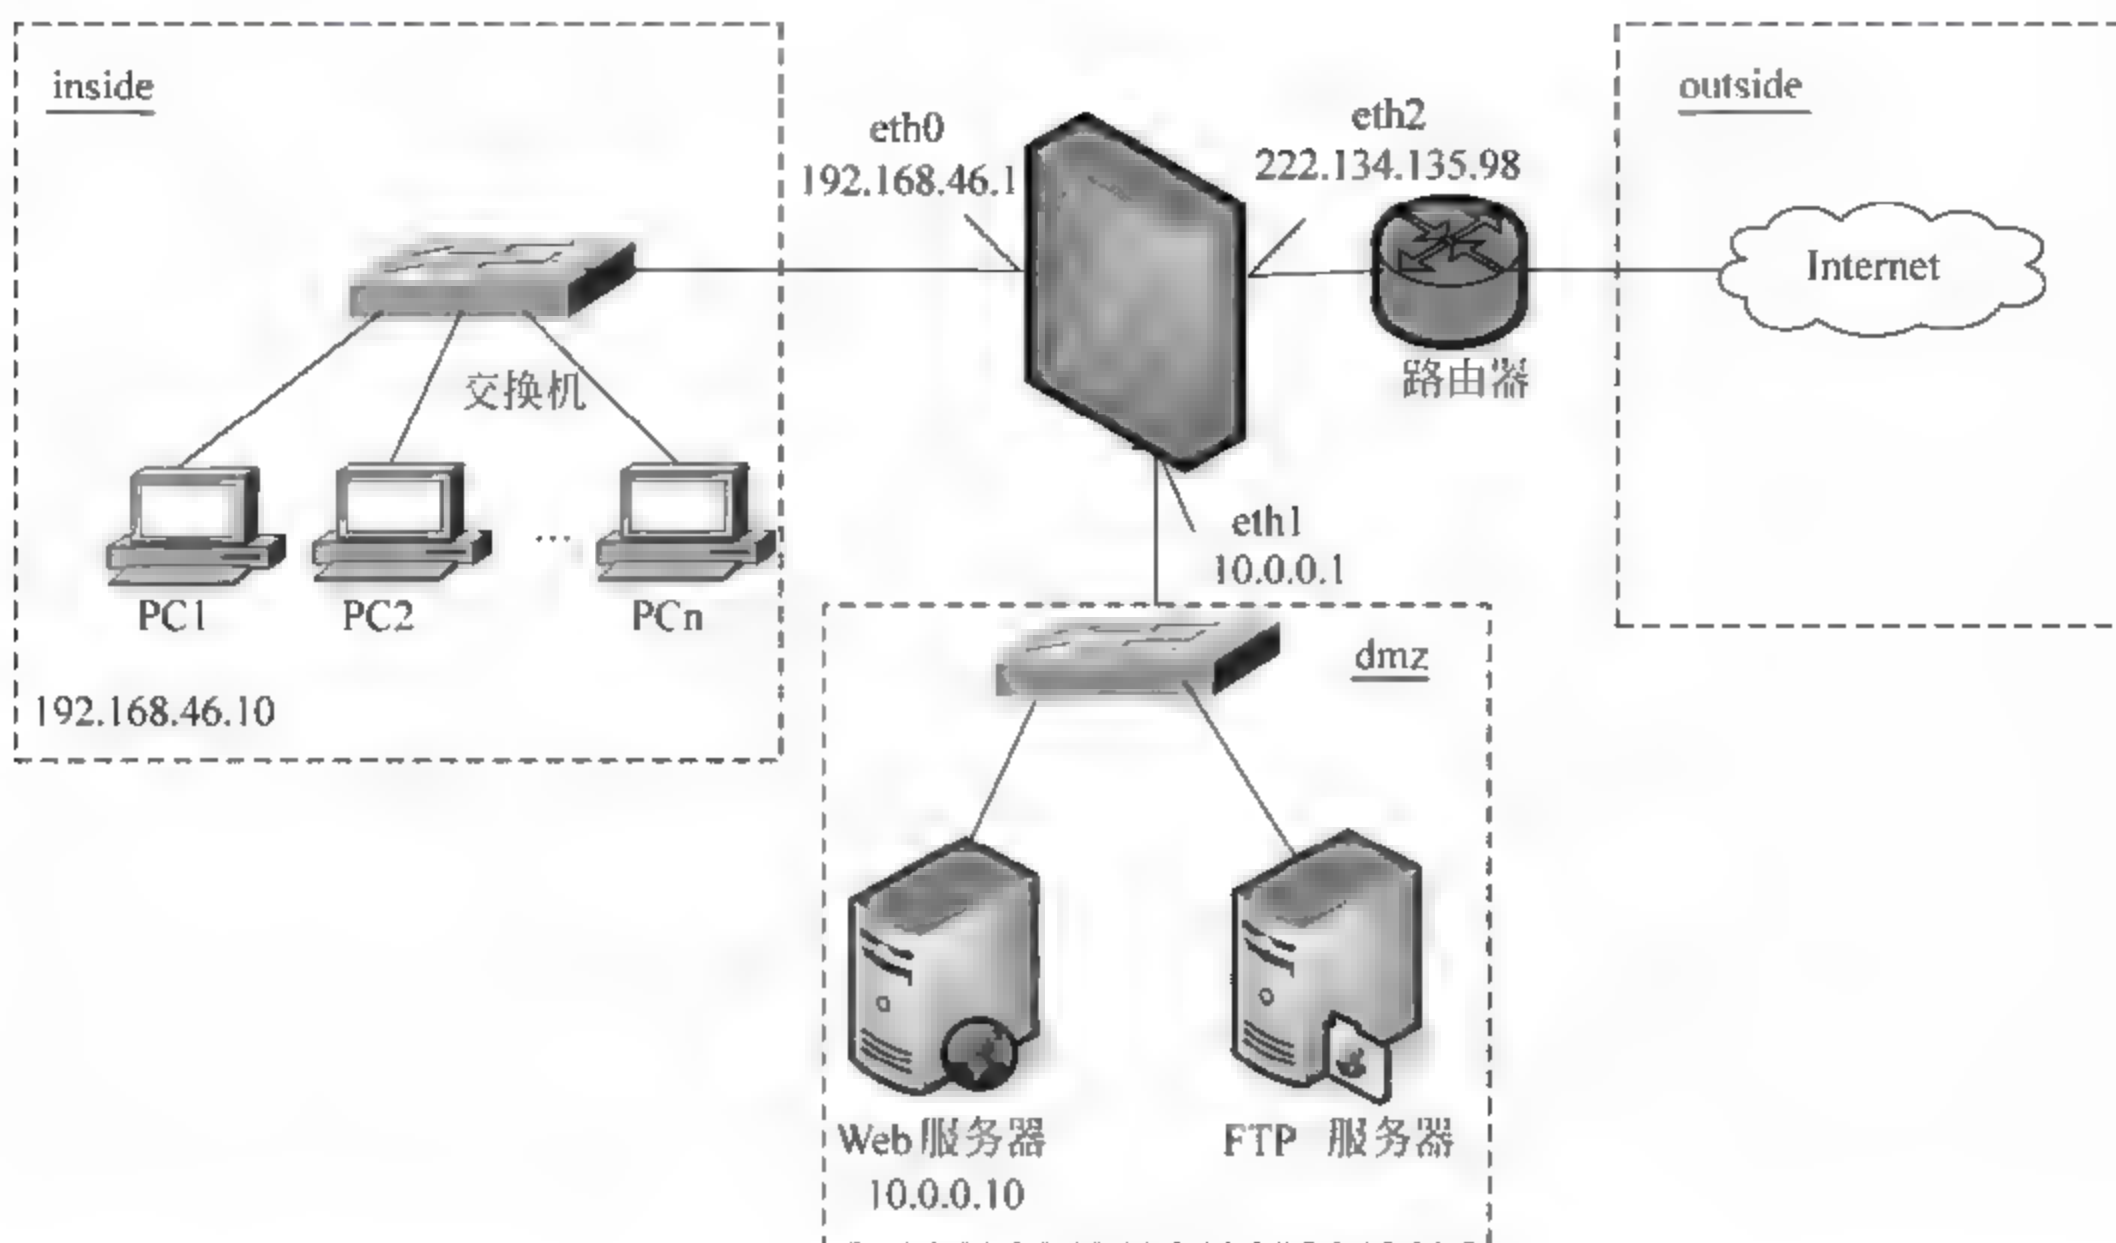 inside
eth0
192.168.46.1
eth2
222.134.135.98
outside
Internet
交换机
路由器
PC1
PC2
...
PCn
192.168.46.10
eth1
10.0.0.1
dmz
Web服务器
10.0.0.10
FTP 服务器